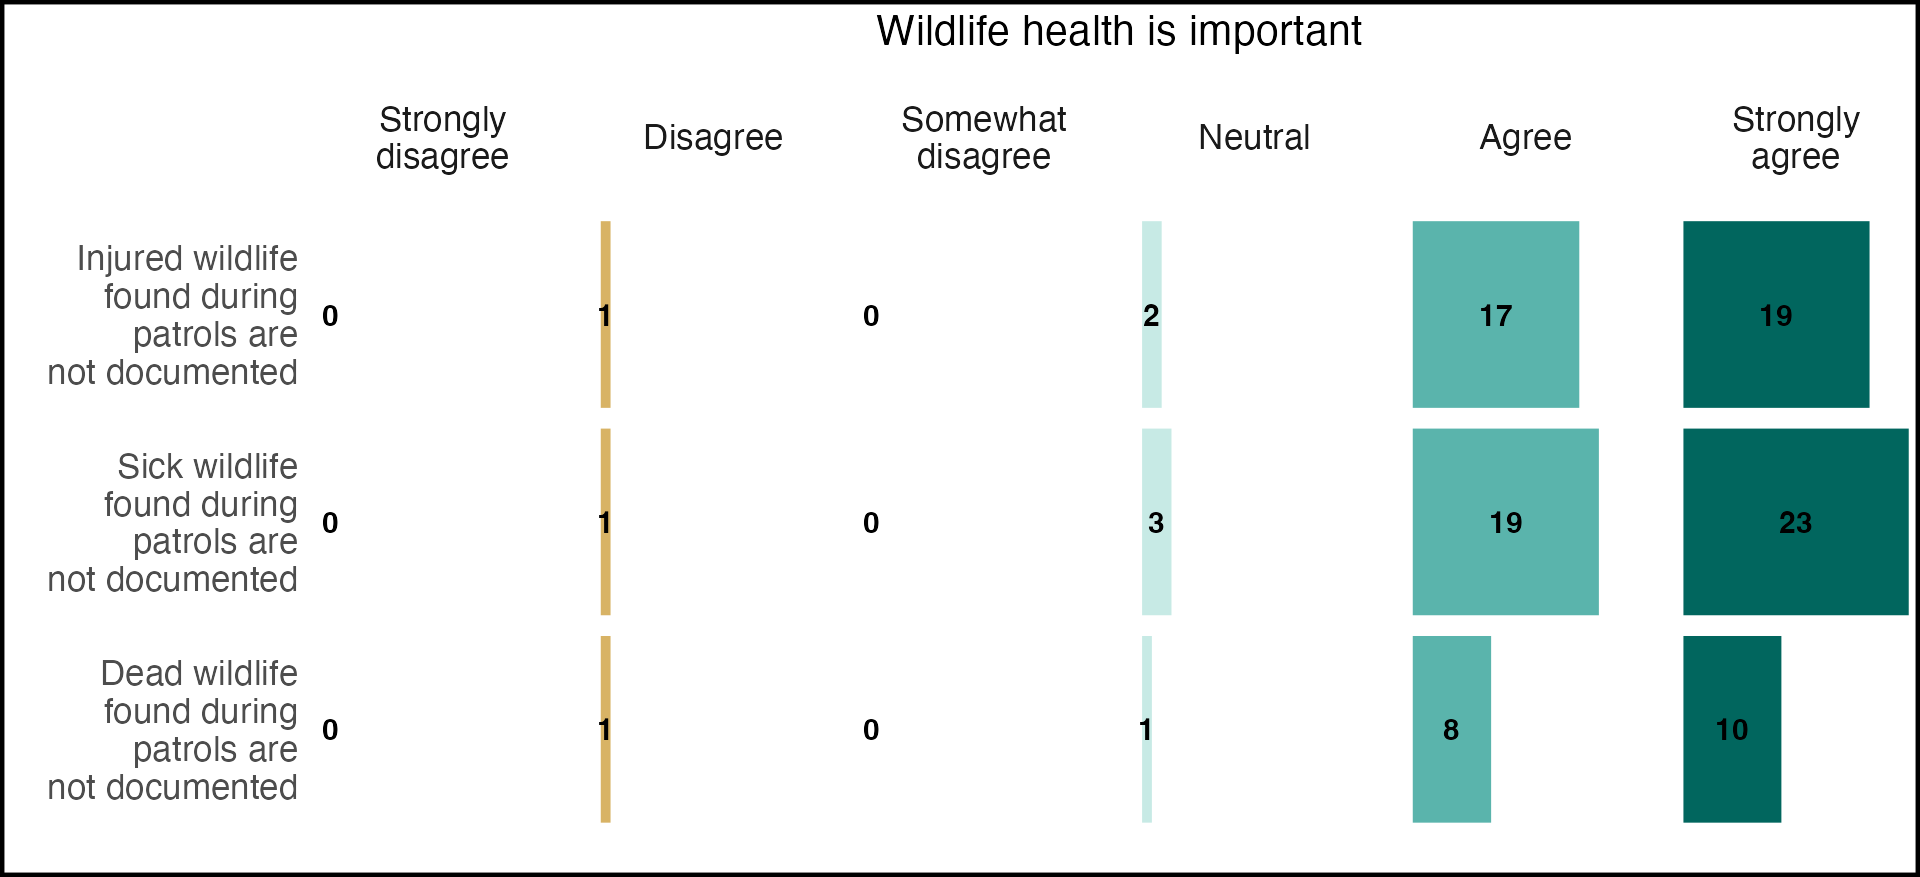 Wildlife health is important
Strongly
disagree
Disagree
Somewhat
disagree
Neutral
Agree
Strongly
agree
Injured wildlife
found during
patrols are
not documented
0
1
0
2
17
19
Sick wildlife
found during
patrols are
not documented
0
1
0
3
19
23
Dead wildlife
found during
patrols are
not documented
0
1
0
1
8
10